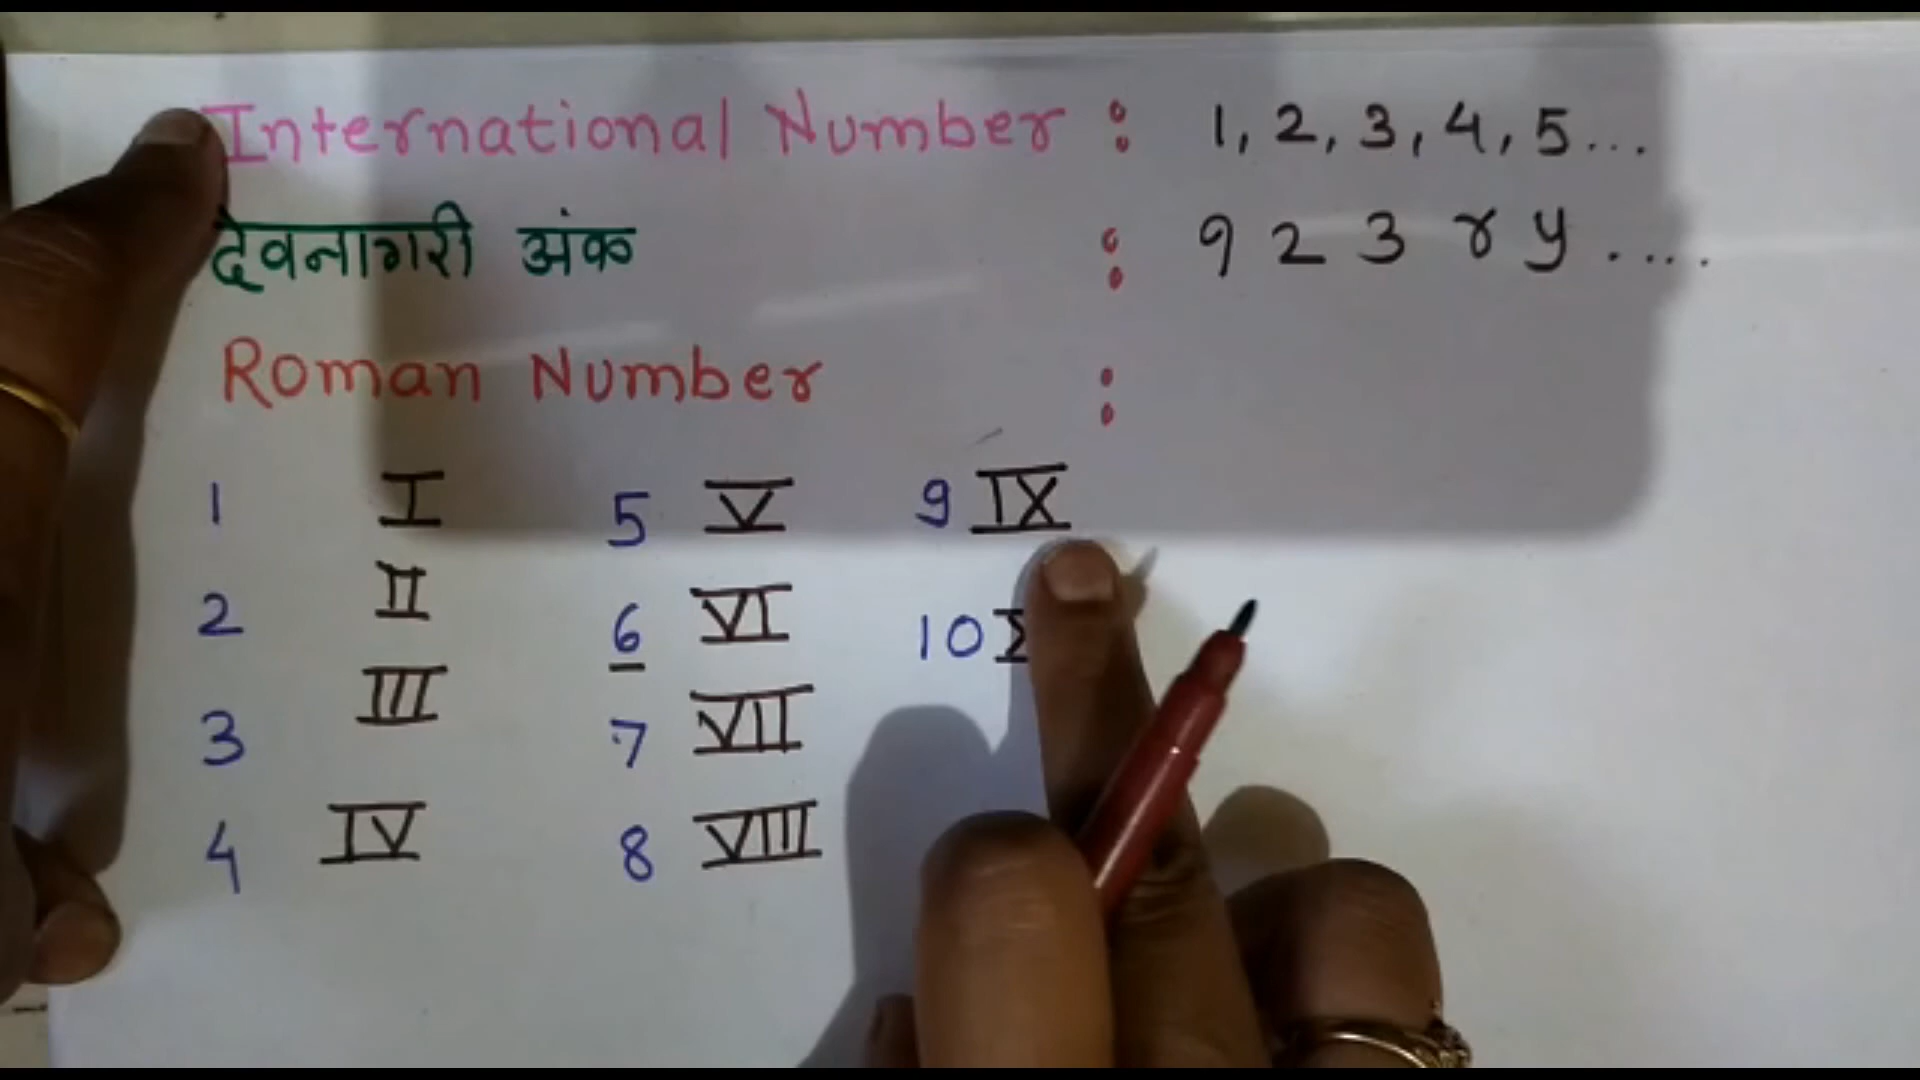 International Number : 1, 2, 3, 4, 5...
देवनागरी अंक : १ २ ३ ४ ५ ....
Roman Number :
1 I 5 V 9 IX
2 II 6 VI 10
3 III 7 VII
4 IV 8 VIII